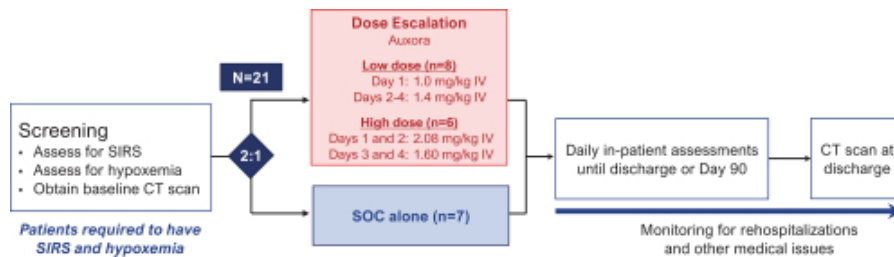 Screening
• Assess for SIRS
• Assess for hypoxemia
• Obtain baseline CT scan
Patients required to have
SIRS and hypoxemia
N=21
2:1
Dose Escalation
Auxora
Low dose (n=8)
Day 1: 1.0 mg/kg IV
Days 2-4: 1.4 mg/kg IV
High dose (n=6)
Days 1 and 2: 2.08 mg/kg IV
Days 3 and 4: 1.60 mg/kg IV
SOC alone (n=7)
Daily in-patient assessments
until discharge or Day 90
CT scan at
discharge
Monitoring for rehospitalizations
and other medical issues